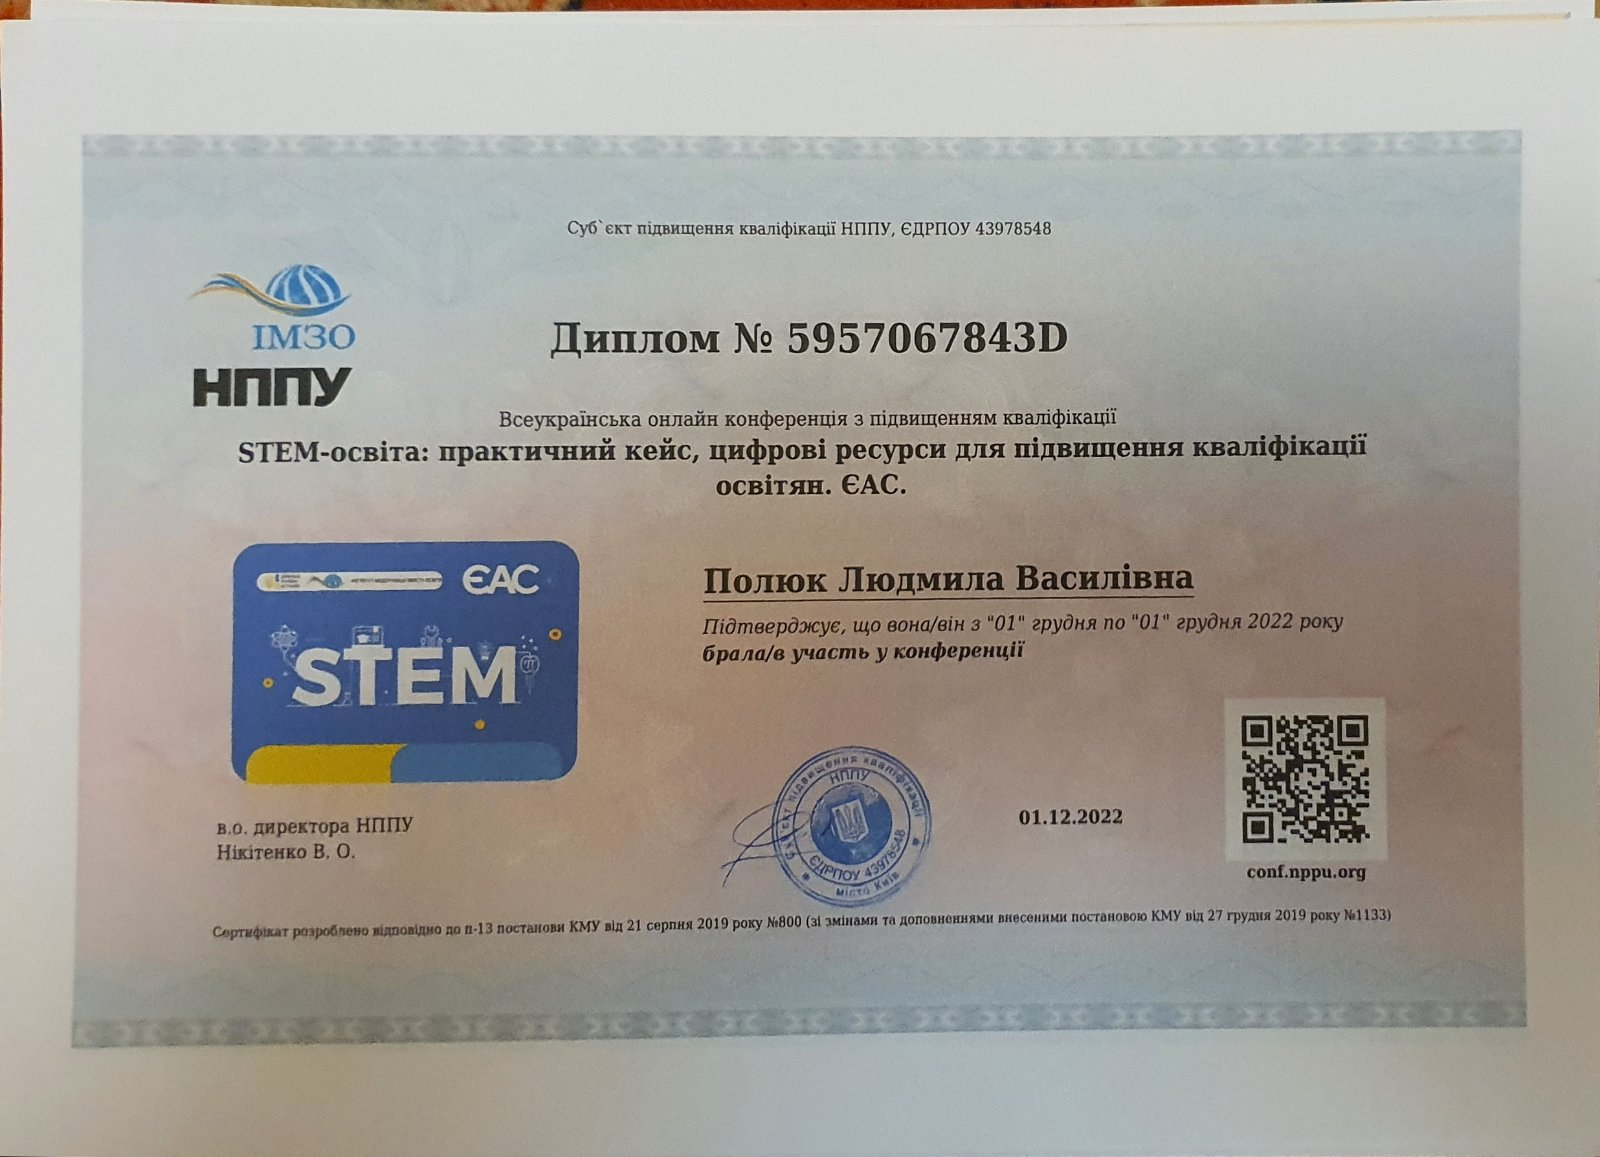 Суб`єкт підвищення кваліфікації НППУ, ЄДРПОУ 43978548
ІМЗО
НППУ
Диплом № 5957067843D
Всеукраїнська онлайн конференція з підвищенням кваліфікації
STEM-освіта: практичний кейс, цифрові ресурси для підвищення кваліфікації
освітян. ЄАС.
ЄАС
STEM
Полюк Людмила Василівна
Підтверджує, що вона/він з "01" грудня по "01" грудня 2022 року
брала/в участь у конференції
в.о. директора НППУ
Нікітенко В. О.
Суб'єкт підвищення кваліфікації
НППУ
ЄДРПОУ 43978548
місто Київ
01.12.2022
conf.nppu.org
Сертифікат розроблено відповідно до п-13 постанови КМУ від 21 серпня 2019 року №800 (зі змінами та доповненнями внесеними постановою КМУ від 27 грудня 2019 року №1133)